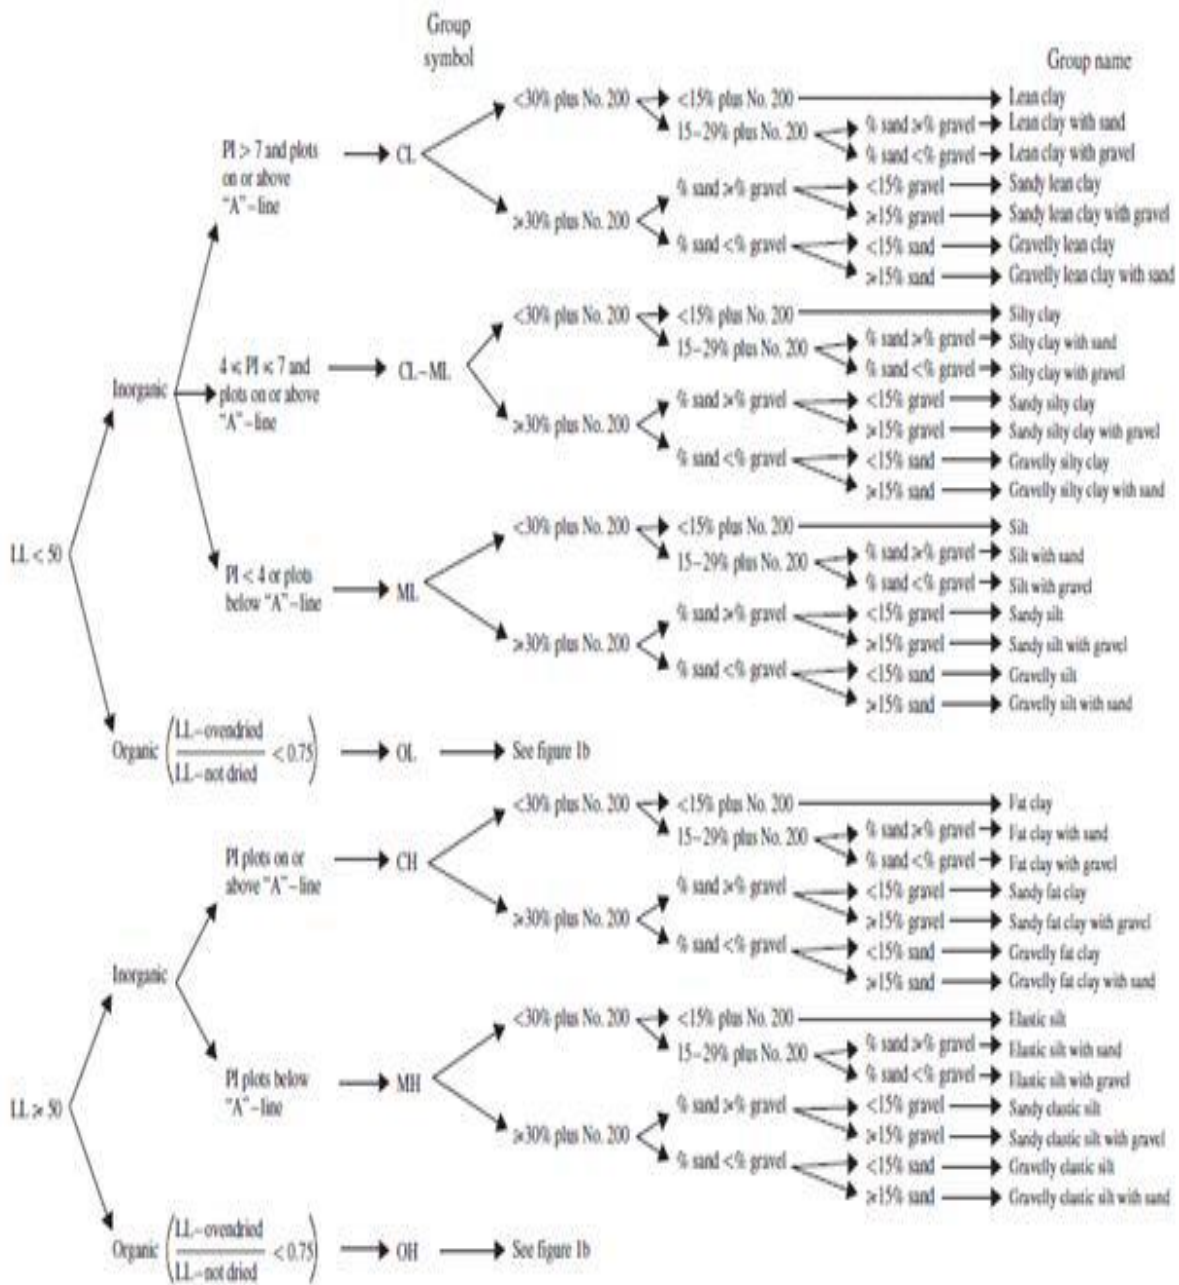 Group
symbol
Group name
<30% plus No. 200
<15% plus No. 200
Lean clay
15–29% plus No. 200
% sand ≥% gravel
Lean clay with sand
% sand <% gravel
Lean clay with gravel
PI > 7 and plots
on or above
"A"–line
CL
≥30% plus No. 200
% sand ≥% gravel
<15% gravel
Sandy lean clay
≥15% gravel
Sandy lean clay with gravel
% sand <% gravel
<15% sand
Gravelly lean clay
≥15% sand
Gravelly lean clay with sand
<30% plus No. 200
<15% plus No. 200
Silty clay
15–29% plus No. 200
% sand ≥% gravel
Silty clay with sand
% sand <% gravel
Silty clay with gravel
Inorganic
4 ≤ PI ≤ 7 and
plots on or above
"A"–line
CL–ML
≥30% plus No. 200
% sand ≥% gravel
<15% gravel
Sandy silty clay
≥15% gravel
Sandy silty clay with gravel
% sand <% gravel
<15% sand
Gravelly silty clay
≥15% sand
Gravelly silty clay with sand
LL < 50
<30% plus No. 200
<15% plus No. 200
Silt
15–29% plus No. 200
% sand ≥% gravel
Silt with sand
% sand <% gravel
Silt with gravel
PI < 4 or plots
below "A"–line
ML
≥30% plus No. 200
% sand ≥% gravel
<15% gravel
Sandy silt
≥15% gravel
Sandy silt with gravel
% sand <% gravel
<15% sand
Gravelly silt
≥15% sand
Gravelly silt with sand
Organic (LL–ovendried / LL–not dried < 0.75)
OL
See figure 1b
<30% plus No. 200
<15% plus No. 200
Fat clay
15–29% plus No. 200
% sand ≥% gravel
Fat clay with sand
% sand <% gravel
Fat clay with gravel
PI plots on or
above "A"–line
CH
≥30% plus No. 200
% sand ≥% gravel
<15% gravel
Sandy fat clay
≥15% gravel
Sandy fat clay with gravel
% sand <% gravel
<15% sand
Gravelly fat clay
≥15% sand
Gravelly fat clay with sand
Inorganic
<30% plus No. 200
<15% plus No. 200
Elastic silt
15–29% plus No. 200
% sand ≥% gravel
Elastic silt with sand
% sand <% gravel
Elastic silt with gravel
PI plots below
"A"–line
MH
LL ≥ 50
≥30% plus No. 200
% sand ≥% gravel
<15% gravel
Sandy elastic silt
≥15% gravel
Sandy elastic silt with gravel
% sand <% gravel
<15% sand
Gravelly elastic silt
≥15% sand
Gravelly elastic silt with sand
Organic (LL–ovendried / LL–not dried < 0.75)
OH
See figure 1b